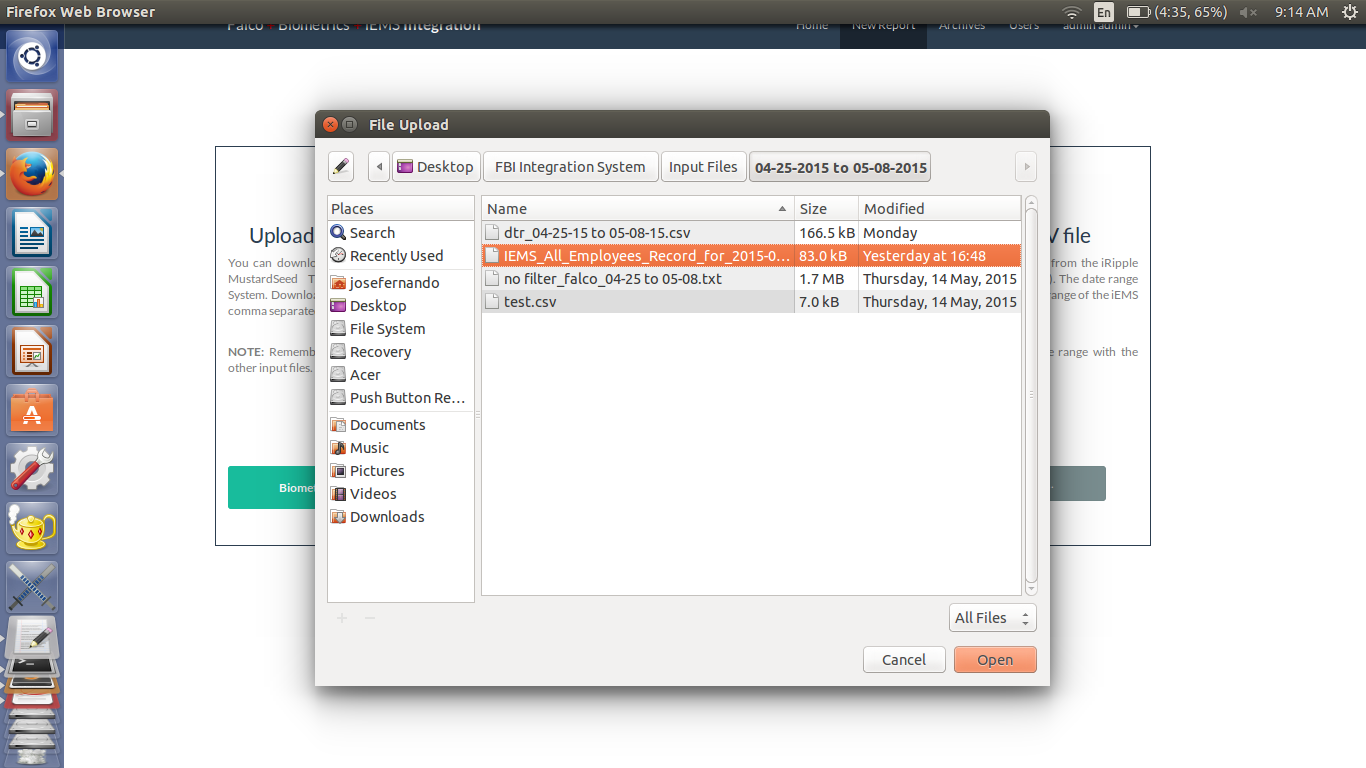 Firefox Web Browser
En
(4:35, 65%)
9:14 AM
Falco + Biometrics + iEMS Integration
Home
New Report
Archives
Users
admin admin
File Upload
Desktop
FBI Integration System
Input Files
04-25-2015 to 05-08-2015
Places
Search
Recently Used
josefernando
Desktop
File System
Recovery
Acer
Push Button Re...
Documents
Music
Pictures
Videos
Downloads
Name Size Modified
dtr_04-25-15 to 05-08-15.csv 166.5 kB Monday
IEMS_All_Employees_Record_for_2015-0... 83.0 kB Yesterday at 16:48
no filter_falco_04-25 to 05-08.txt 1.7 MB Thursday, 14 May, 2015
test.csv 7.0 kB Thursday, 14 May, 2015
All Files
Cancel
Open
Upload
You can downlo
MustardSeed T
System. Downloa
comma separate
NOTE: Rememb
other input files.
Biomet
V file
from the iRipple
). The date range
range of the iEMS
e range with the